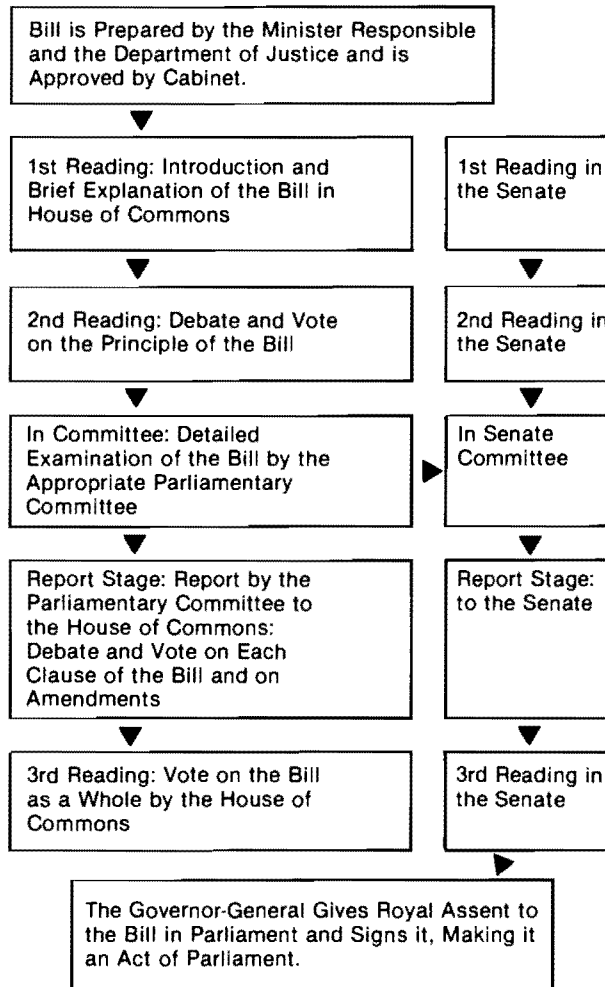 Bill is Prepared by the Minister Responsible
and the Department of Justice and is
Approved by Cabinet.
1st Reading: Introduction and
Brief Explanation of the Bill in
House of Commons
1st Reading in
the Senate
2nd Reading: Debate and Vote
on the Principle of the Bill
2nd Reading in
the Senate
In Committee: Detailed
Examination of the Bill by the
Appropriate Parliamentary
Committee
In Senate
Committee
Report Stage: Report by the
Parliamentary Committee to
the House of Commons:
Debate and Vote on Each
Clause of the Bill and on
Amendments
Report Stage:
to the Senate
3rd Reading: Vote on the Bill
as a Whole by the House of
Commons
3rd Reading in
the Senate
The Governor-General Gives Royal Assent to
the Bill in Parliament and Signs it, Making it
an Act of Parliament.